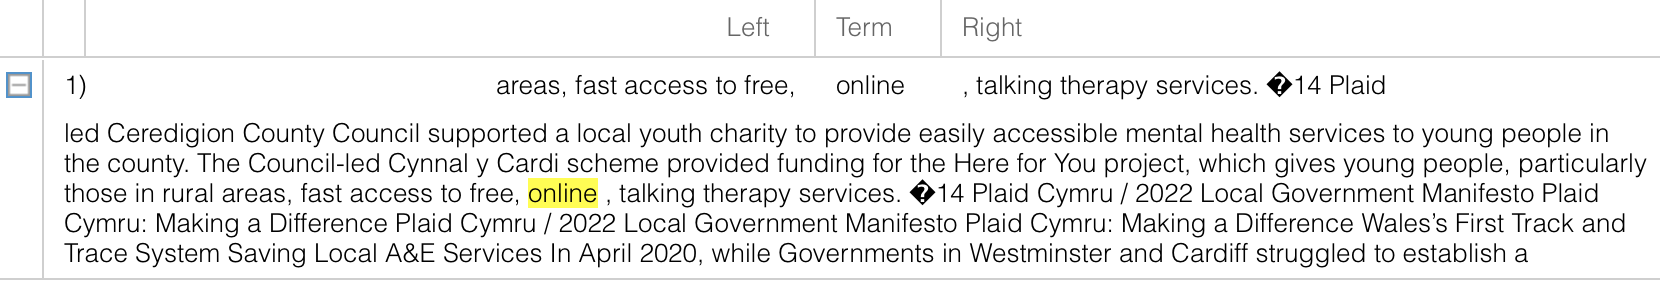 Left Term Right
1) areas, fast access to free, online , talking therapy services. �14 Plaid
led Ceredigion County Council supported a local youth charity to provide easily accessible mental health services to young people in
the county. The Council-led Cynnal y Cardi scheme provided funding for the Here for You project, which gives young people, particularly
those in rural areas, fast access to free, online , talking therapy services. �14 Plaid Cymru / 2022 Local Government Manifesto Plaid
Cymru: Making a Difference Plaid Cymru / 2022 Local Government Manifesto Plaid Cymru: Making a Difference Wales’s First Track and
Trace System Saving Local A&E Services In April 2020, while Governments in Westminster and Cardiff struggled to establish a